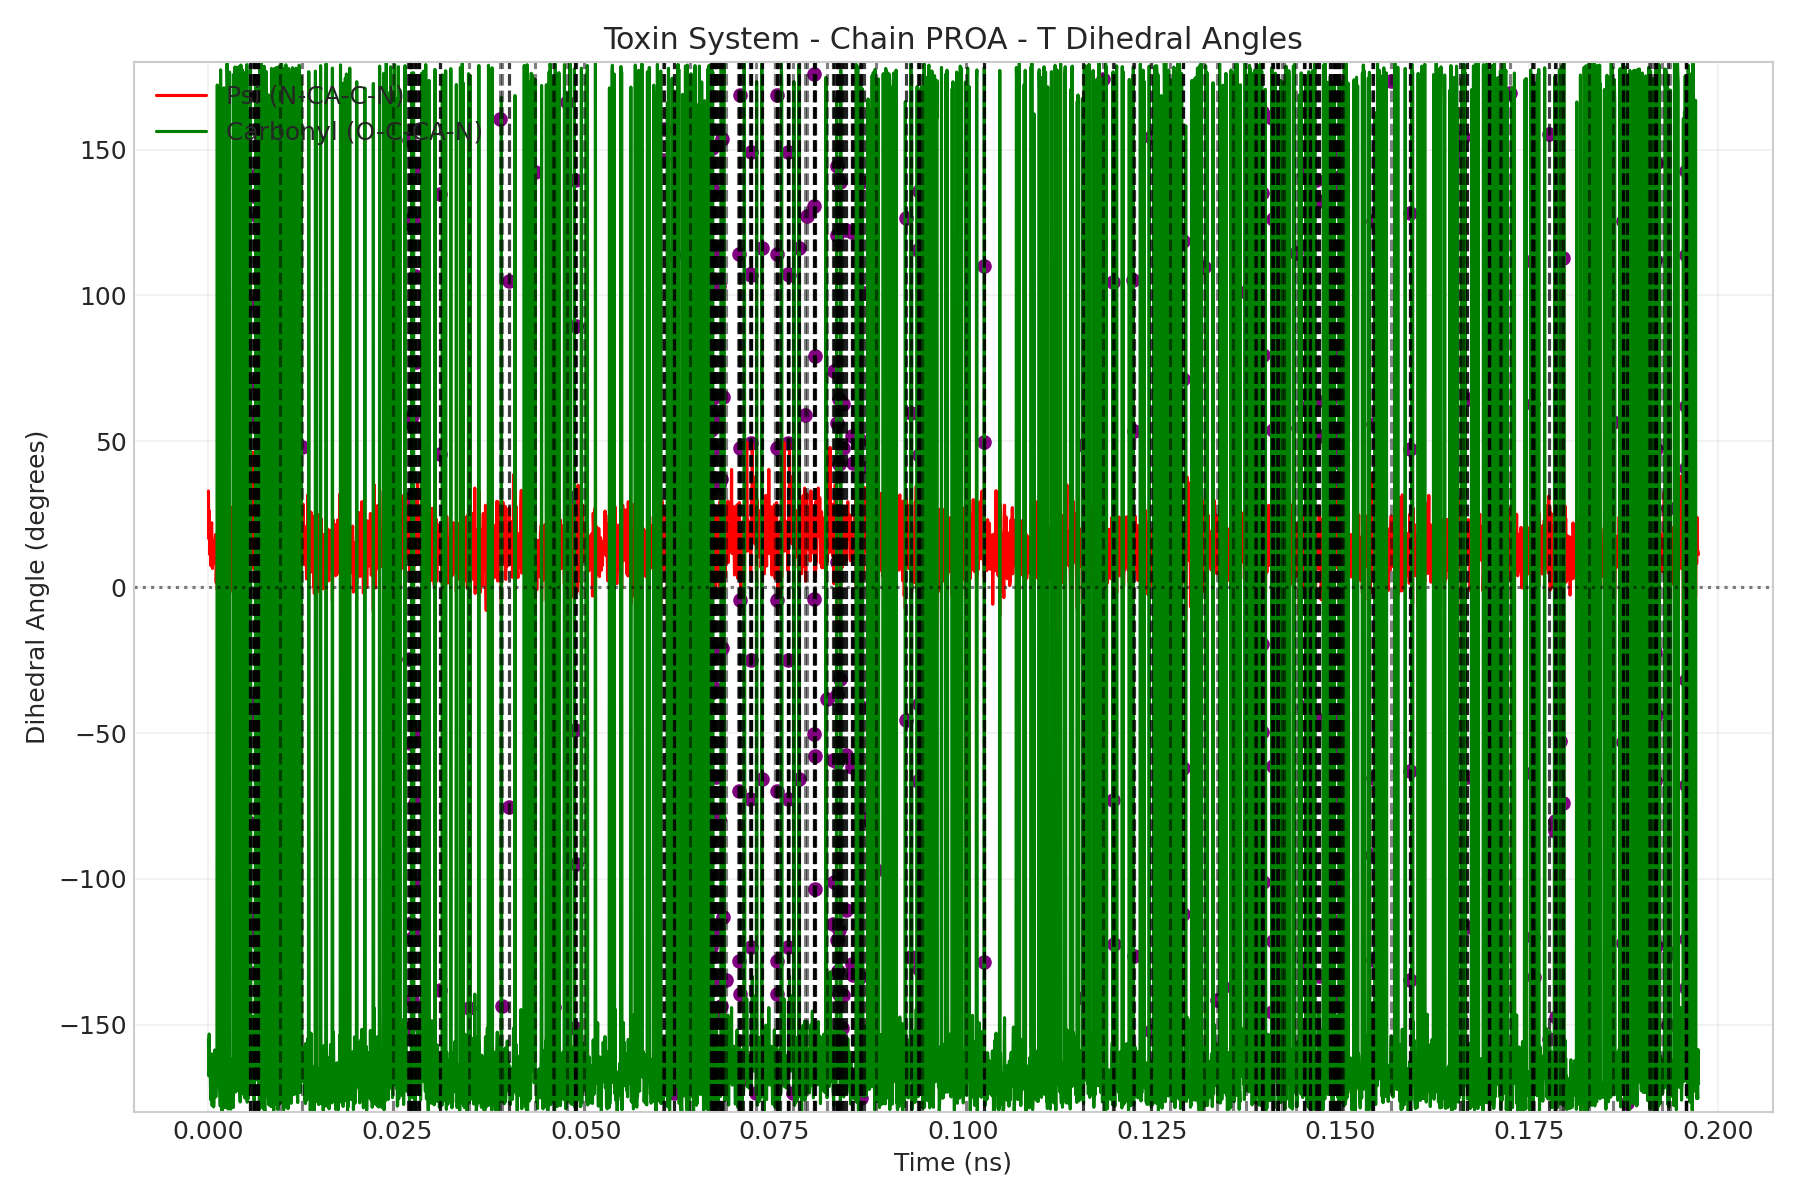 Toxin System - Chain PROA - T Dihedral Angles
Psi (N-CA-C-N)
Carbonyl (O-C-CA-N)
Dihedral Angle (degrees)
150
100
50
0
−50
−100
−150
0.000 0.025 0.050 0.075 0.100 0.125 0.150 0.175 0.200
Time (ns)